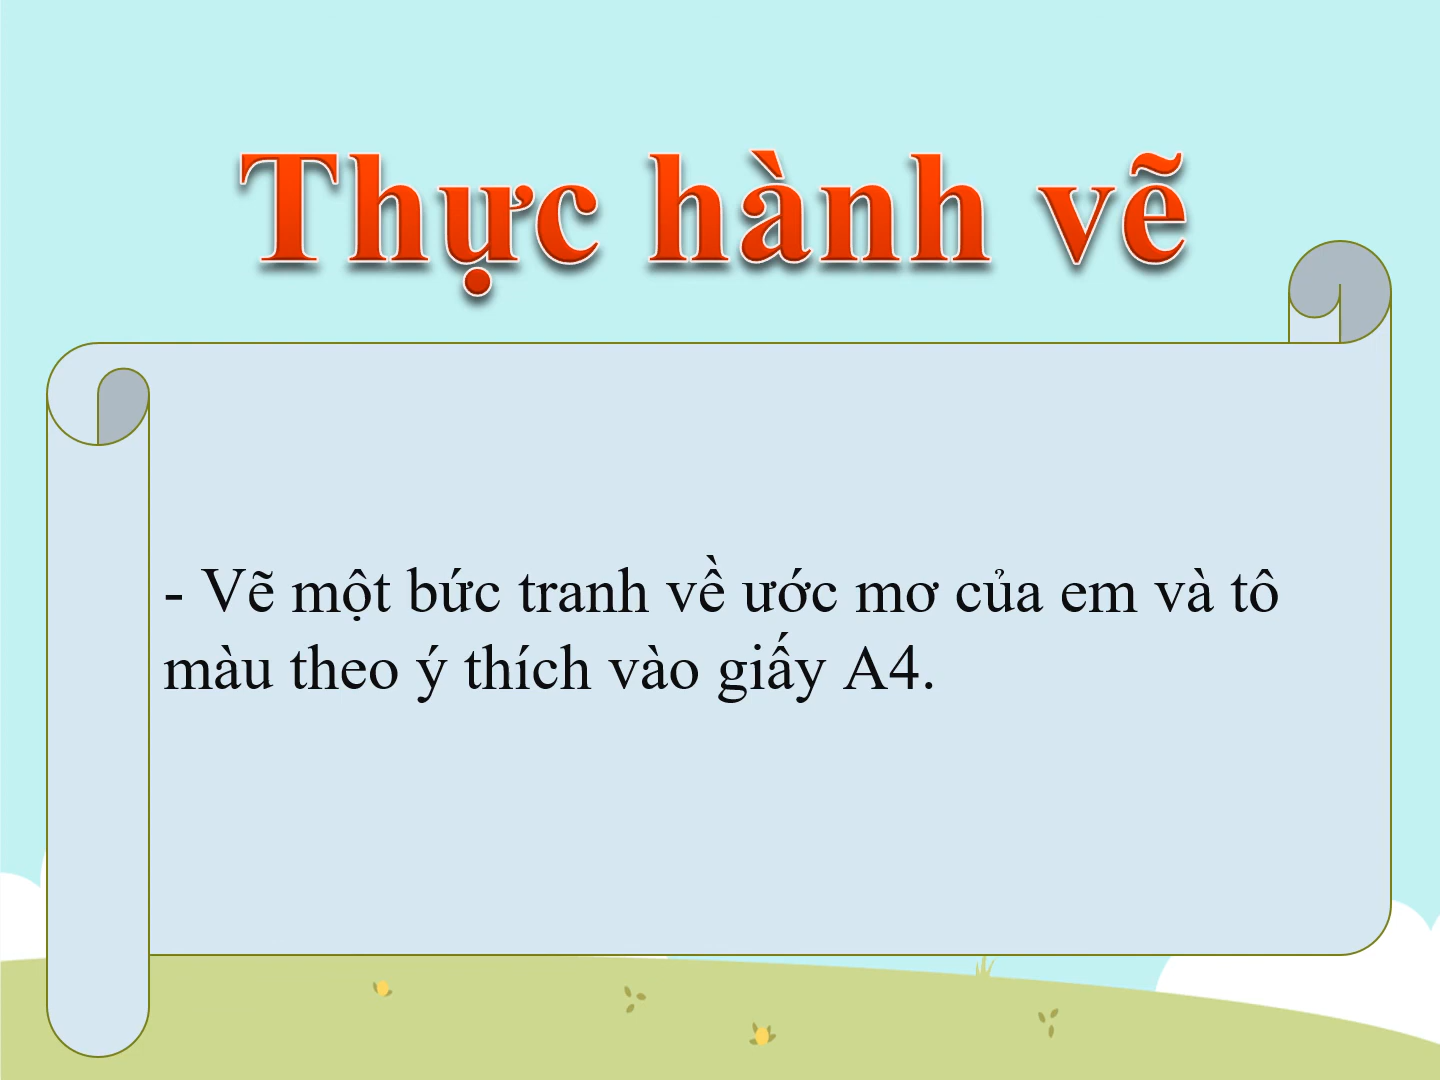 Thực hành vẽ
- Vẽ một bức tranh về ước mơ của em và tô
màu theo ý thích vào giấy A4.